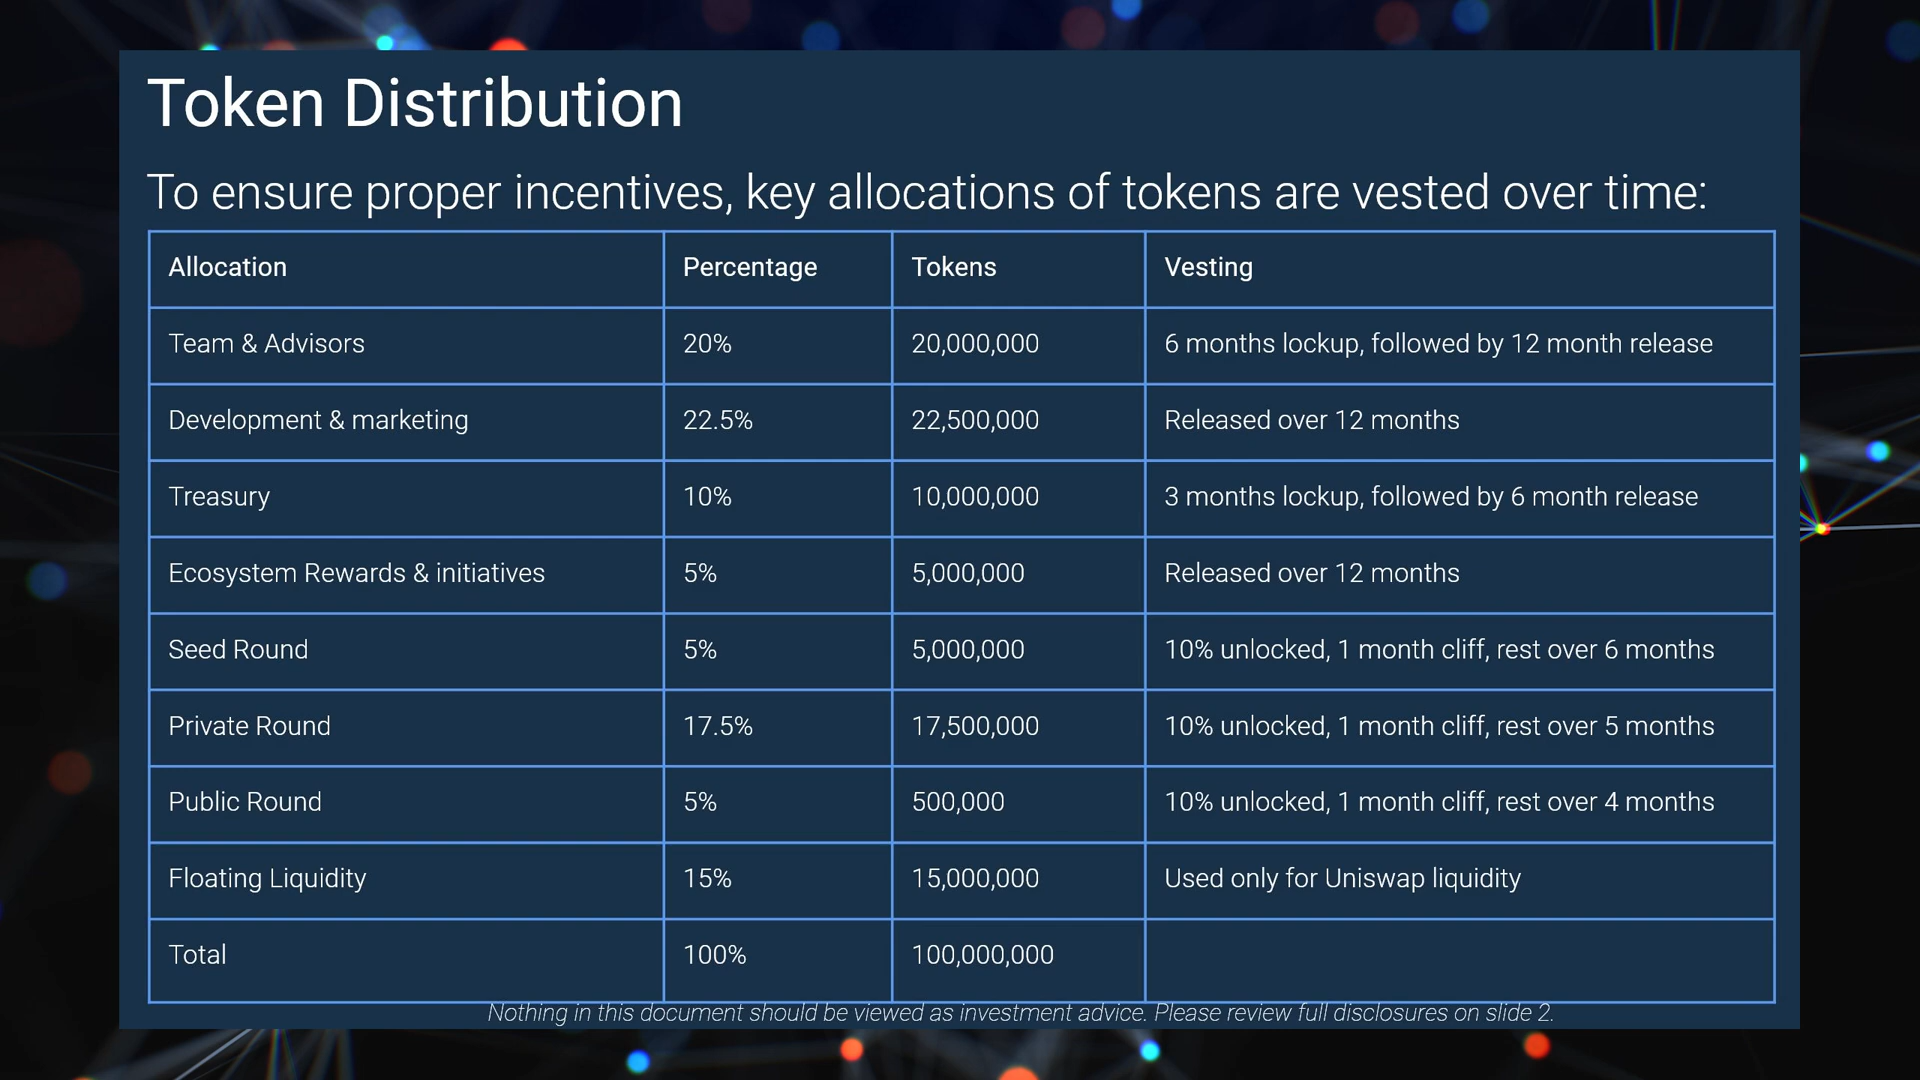 Token Distribution
To ensure proper incentives, key allocations of tokens are vested over time:
Allocation Percentage Tokens Vesting
Team & Advisors 20% 20,000,000 6 months lockup, followed by 12 month release
Development & marketing 22.5% 22,500,000 Released over 12 months
Treasury 10% 10,000,000 3 months lockup, followed by 6 month release
Ecosystem Rewards & initiatives 5% 5,000,000 Released over 12 months
Seed Round 5% 5,000,000 10% unlocked, 1 month cliff, rest over 6 months
Private Round 17.5% 17,500,000 10% unlocked, 1 month cliff, rest over 5 months
Public Round 5% 500,000 10% unlocked, 1 month cliff, rest over 4 months
Floating Liquidity 15% 15,000,000 Used only for Uniswap liquidity
Total 100% 100,000,000
Nothing in this document should be viewed as investment advice. Please review full disclosures on slide 2.